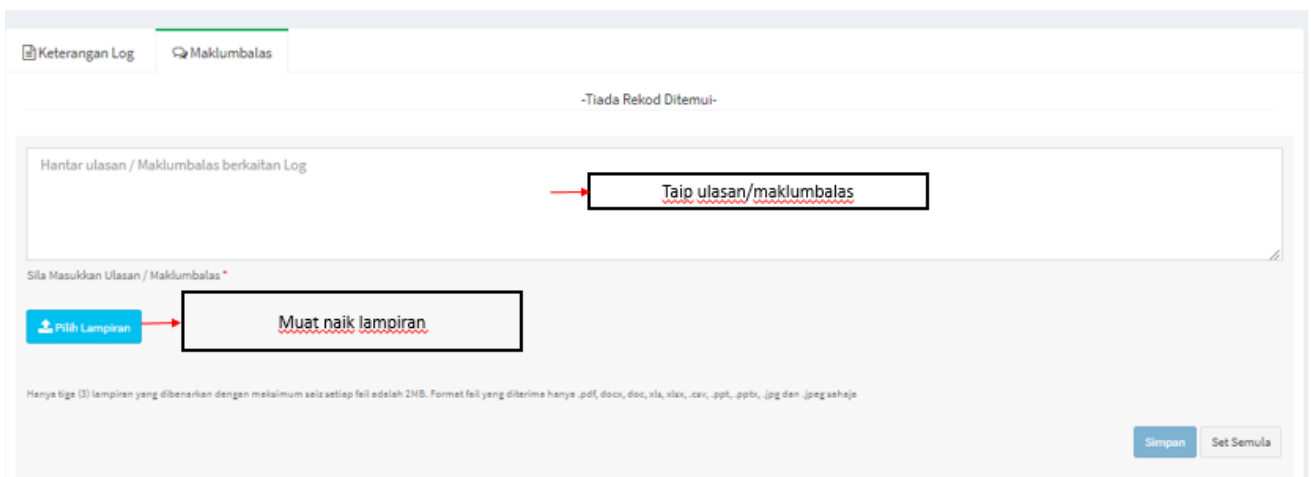 Keterangan Log
Maklumbalas
-Tiada Rekod Ditemui-
Hantar ulasan / Maklumbalas berkaitan Log
Taip ulasan/maklumbalas
Sila Masukkan Ulasan / Maklumbalas *
Pilih Lampiran
Muat naik lampiran
Hanya tiga (3) lampiran yang dibenarkan dengan maksimum saiz setiap fail adalah 2MB. Format fail yang diterima hanya .pdf, docx, doc, xls, xlsx, .csv, .ppt, .pptx, .jpg dan .jpeg sahaja
Simpan
Set Semula